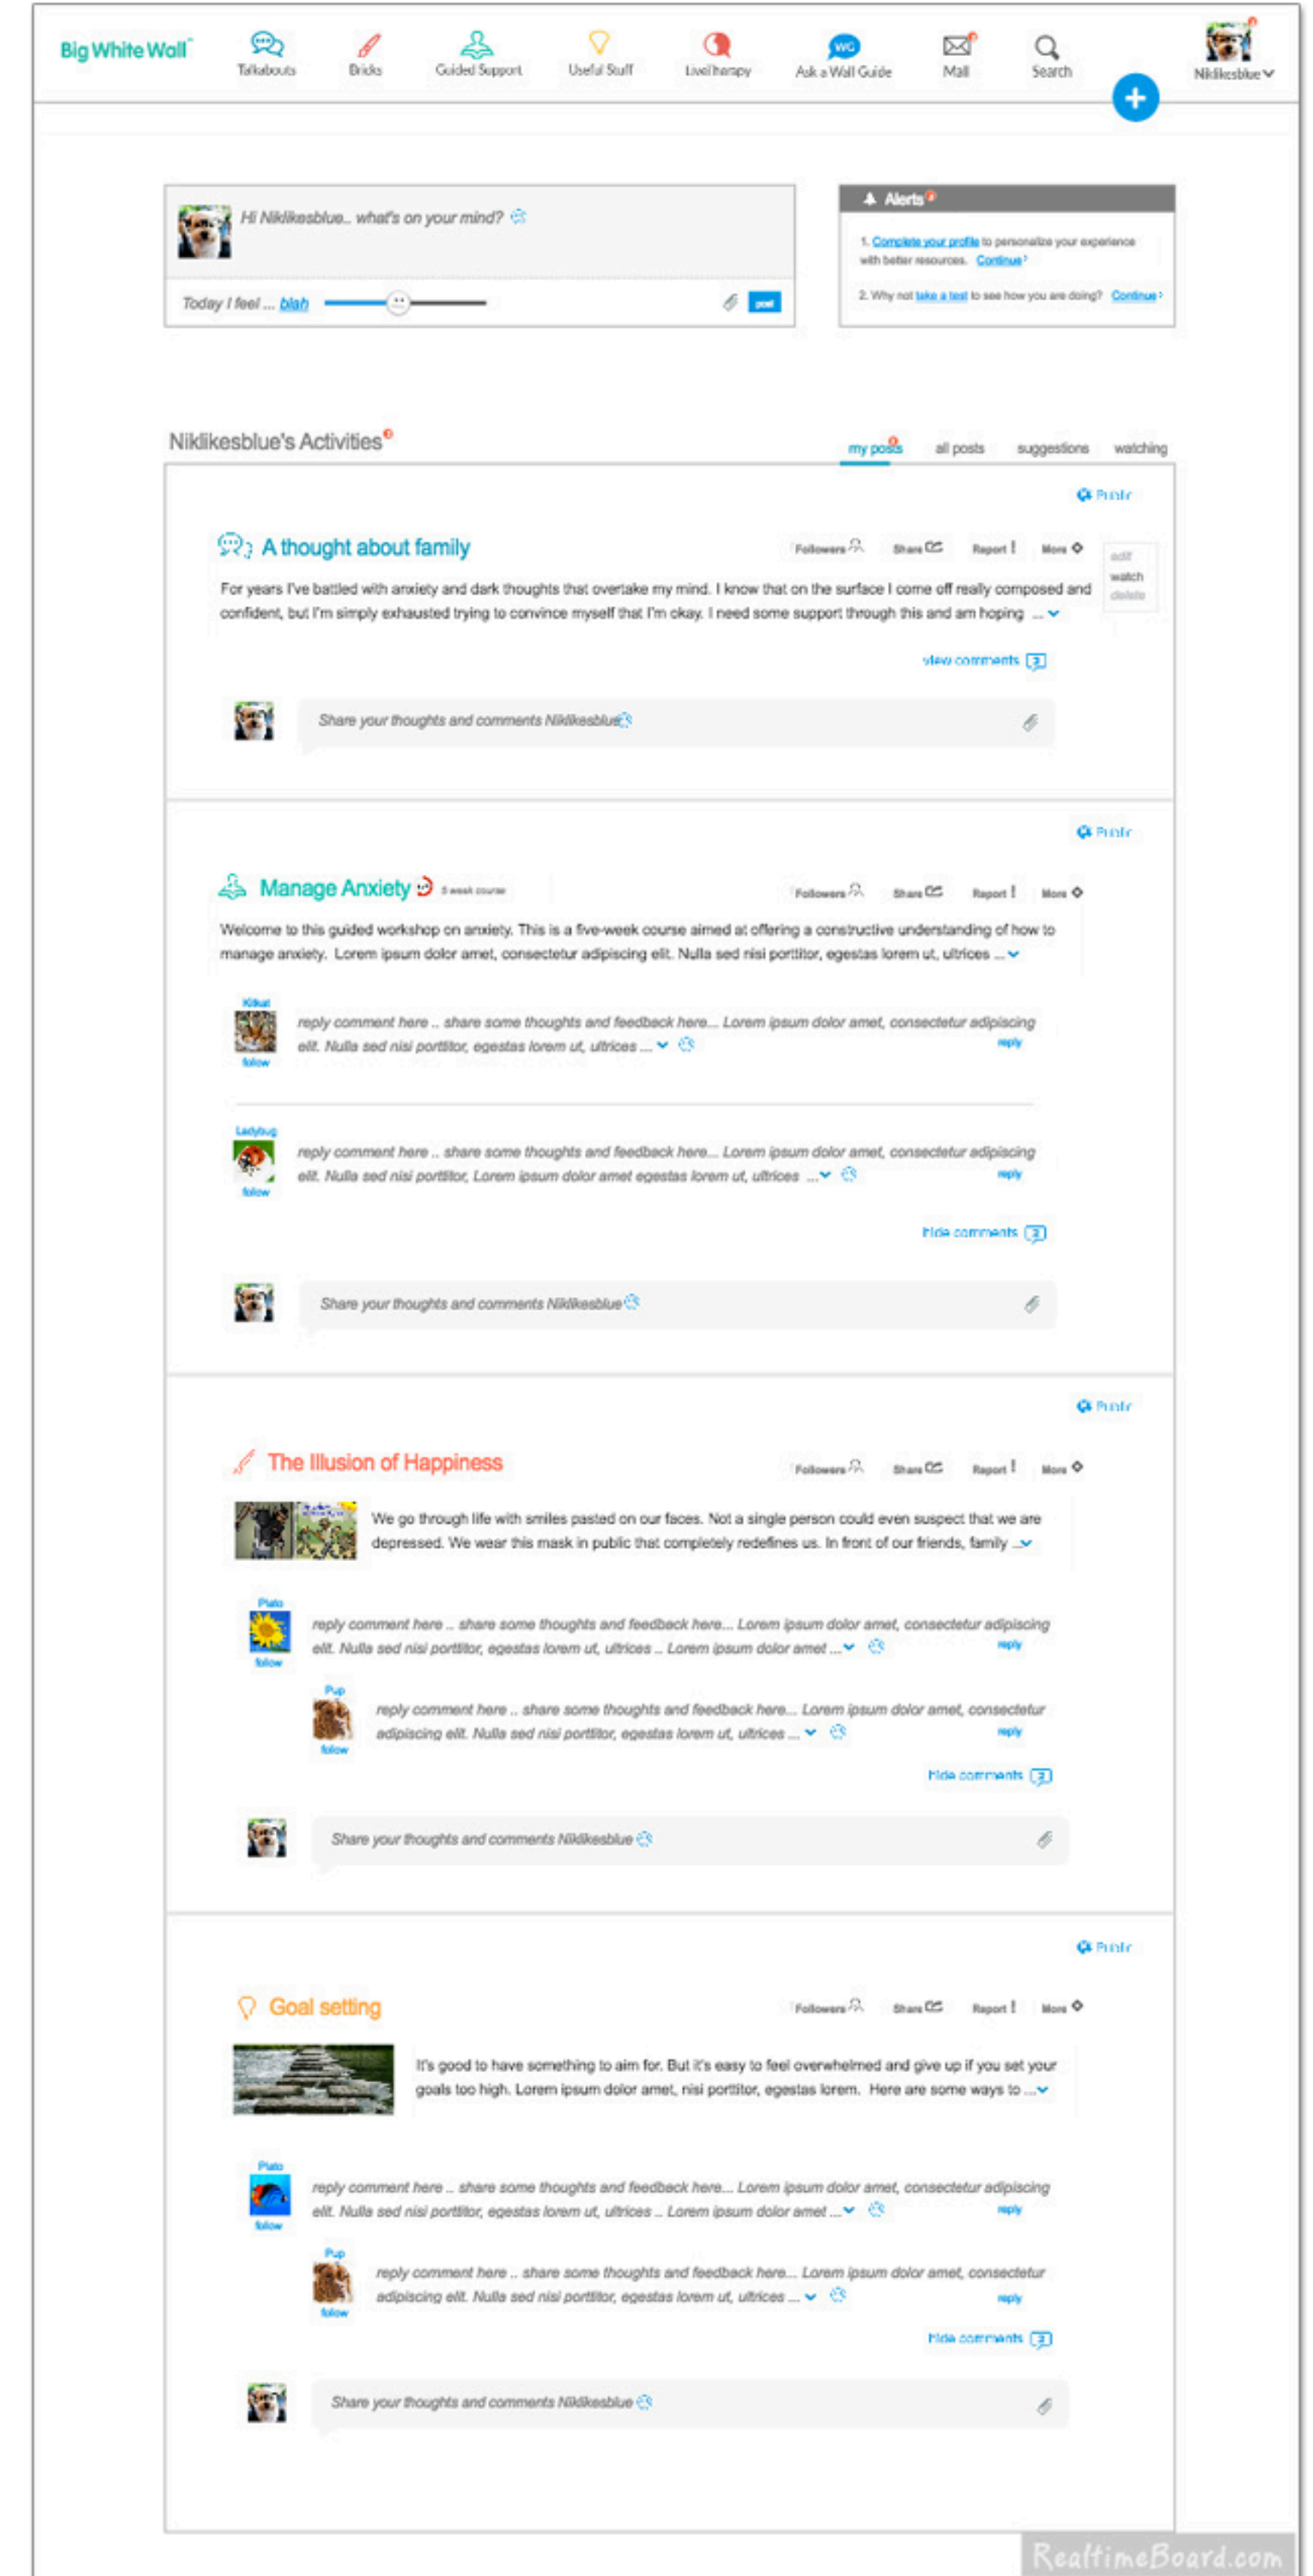 Big White Wall
Talkabouts
Bricks
Guided Support
Useful Stuff
LiveTherapy
WG
Ask a Wall Guide
Mail
Search
Niklikesblue
Hi Niklikesblue.. what's on your mind?
Today I feel ... blah
post
Alerts
1. Complete your profile to personalize your experience
with better resources. Continue
2. Why not take a test to see how you are doing? Continue
Niklikesblue's Activities
my posts all posts suggestions watching
Public
A thought about family
Followers Share Report ! More
edit
watch
delete
For years I've battled with anxiety and dark thoughts that overtake my mind. I know that on the surface I come off really composed and
confident, but I'm simply exhausted trying to convince myself that I'm okay. I need some support through this and am hoping ...
view comments
Share your thoughts and comments Niklikesblue
Public
Manage Anxiety 5 week course
Followers Share Report ! More
Welcome to this guided workshop on anxiety. This is a five-week course aimed at offering a constructive understanding of how to
manage anxiety. Lorem ipsum dolor amet, consectetur adipiscing elit. Nulla sed nisi porttitor, egestas lorem ut, ultrices ...
Kitkat
reply comment here .. share some thoughts and feedback here... Lorem ipsum dolor amet, consectetur adipiscing
elit. Nulla sed nisi porttitor, egestas lorem ut, ultrices ...
reply
follow
Ladybug
reply comment here .. share some thoughts and feedback here... Lorem ipsum dolor amet, consectetur adipiscing
elit. Nulla sed nisi porttitor, Lorem ipsum dolor amet egestas lorem ut, ultrices ...
reply
follow
hide comments 2
Share your thoughts and comments Niklikesblue
Public
The Illusion of Happiness
Followers Share Report ! More
We go through life with smiles pasted on our faces. Not a single person could even suspect that we are
depressed. We wear this mask in public that completely redefines us. In front of our friends, family ...
Plato
reply comment here .. share some thoughts and feedback here... Lorem ipsum dolor amet, consectetur adipiscing
elit. Nulla sed nisi porttitor, egestas lorem ut, ultrices .. Lorem ipsum dolor amet ...
reply
follow
Pup
reply comment here .. share some thoughts and feedback here... Lorem ipsum dolor amet, consectetur
adipiscing elit. Nulla sed nisi porttitor, egestas lorem ut, ultrices ...
reply
follow
hide comments 2
Share your thoughts and comments Niklikesblue
Public
Goal setting
Followers Share Report ! More
It's good to have something to aim for. But it's easy to feel overwhelmed and give up if you set your
goals too high. Lorem ipsum dolor amet, nisi porttitor, egestas lorem. Here are some ways to ...
Plato
reply comment here .. share some thoughts and feedback here... Lorem ipsum dolor amet, consectetur adipiscing
elit. Nulla sed nisi porttitor, egestas lorem ut, ultrices .. Lorem ipsum dolor amet ...
reply
follow
Pup
reply comment here .. share some thoughts and feedback here... Lorem ipsum dolor amet, consectetur
adipiscing elit. Nulla sed nisi porttitor, egestas lorem ut, ultrices ...
reply
follow
hide comments 2
Share your thoughts and comments Niklikesblue
RealtimeBoard.com